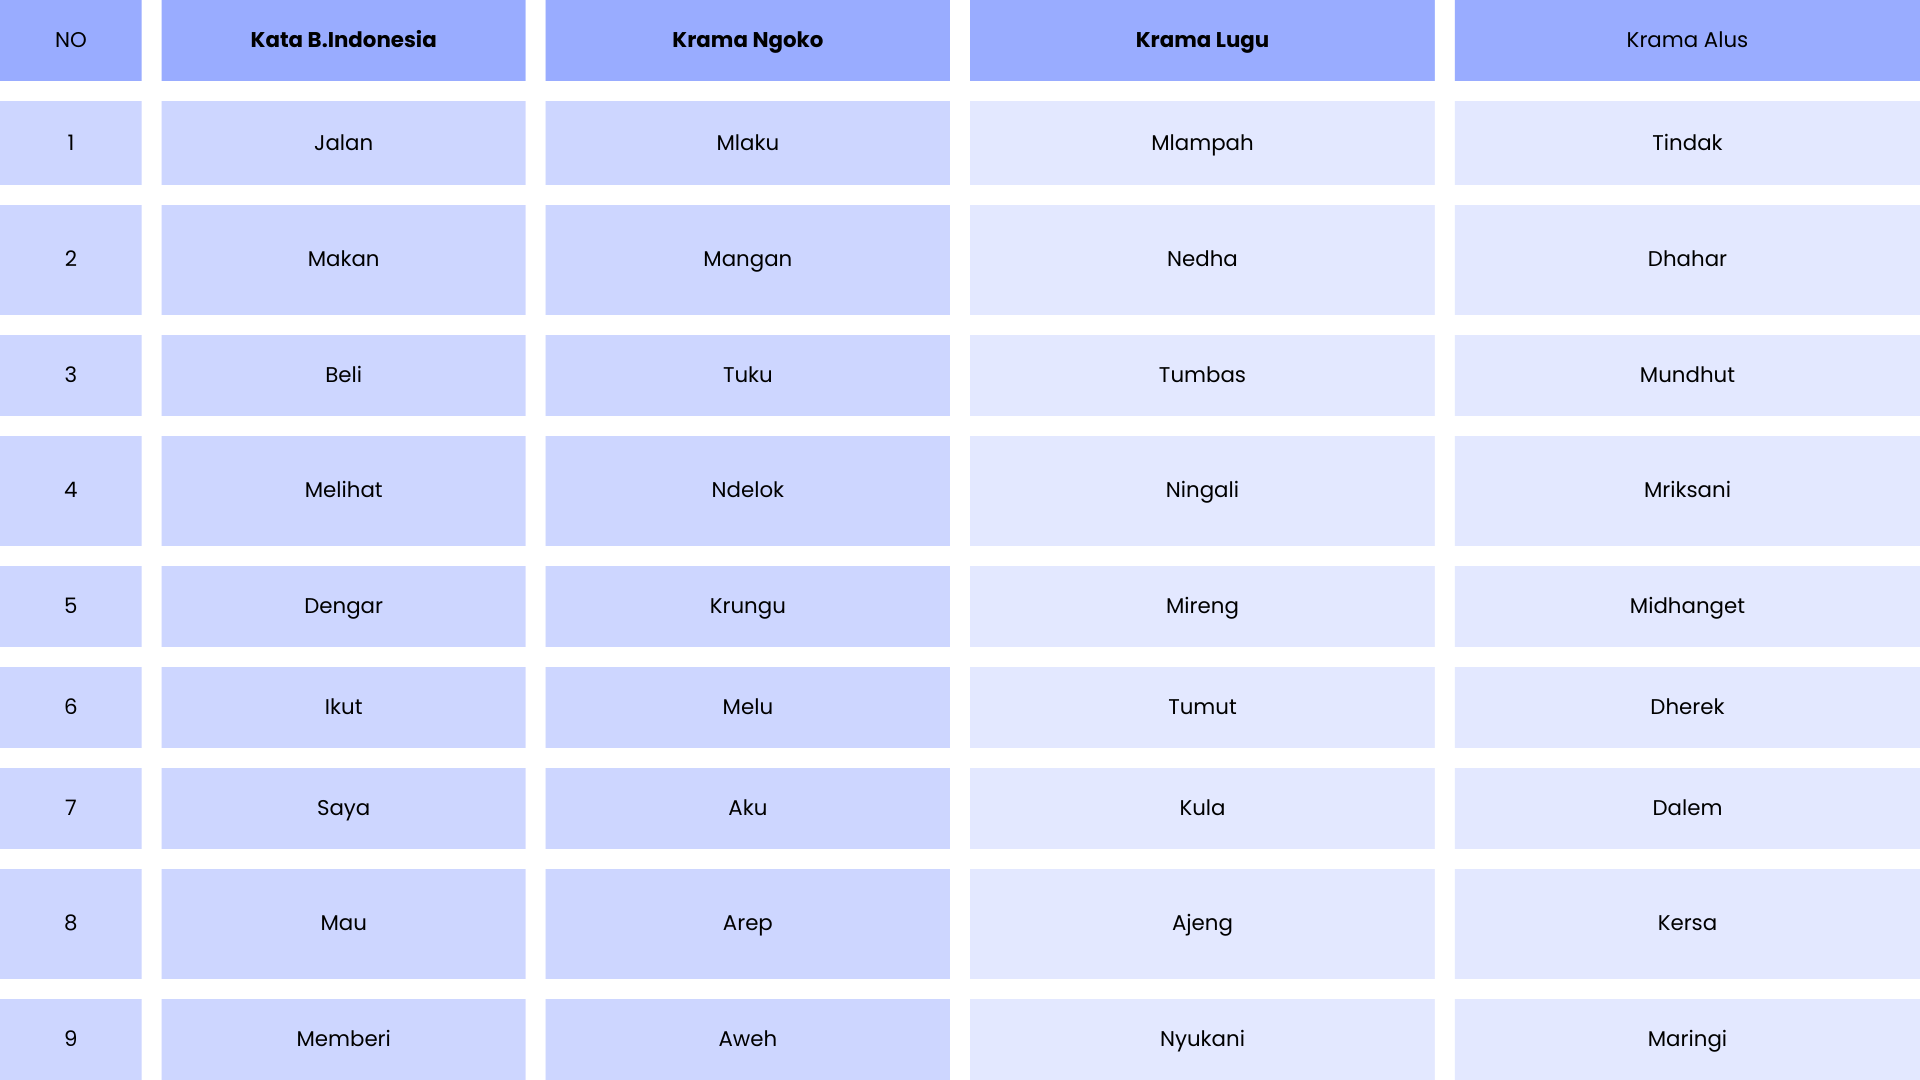 NO Kata B.Indonesia Krama Ngoko Krama Lugu Krama Alus
1 Jalan Mlaku Mlampah Tindak
2 Makan Mangan Nedha Dhahar
3 Beli Tuku Tumbas Mundhut
4 Melihat Ndelok Ningali Mriksani
5 Dengar Krungu Mireng Midhanget
6 Ikut Melu Tumut Dherek
7 Saya Aku Kula Dalem
8 Mau Arep Ajeng Kersa
9 Memberi Aweh Nyukani Maringi